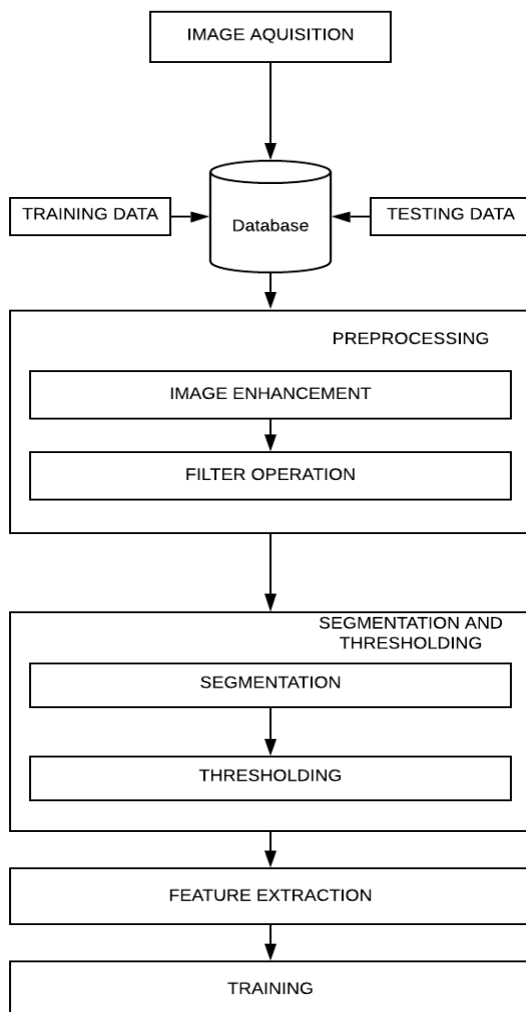 IMAGE AQUISITION
TRAINING DATA
Database
TESTING DATA
PREPROCESSING
IMAGE ENHANCEMENT
FILTER OPERATION
SEGMENTATION AND
THRESHOLDING
SEGMENTATION
THRESHOLDING
FEATURE EXTRACTION
TRAINING